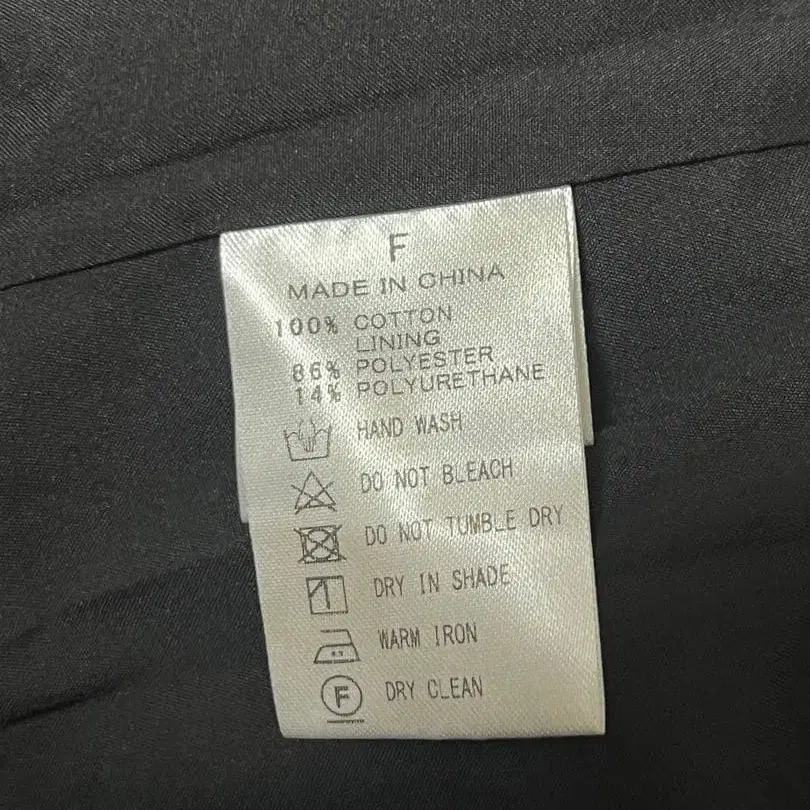 F
MADE IN CHINA
100% COTTON
LINING
86% POLYESTER
14% POLYURETHANE
HAND WASH
DO NOT BLEACH
DO NOT TUMBLE DRY
DRY IN SHADE
WARM IRON
F DRY CLEAN